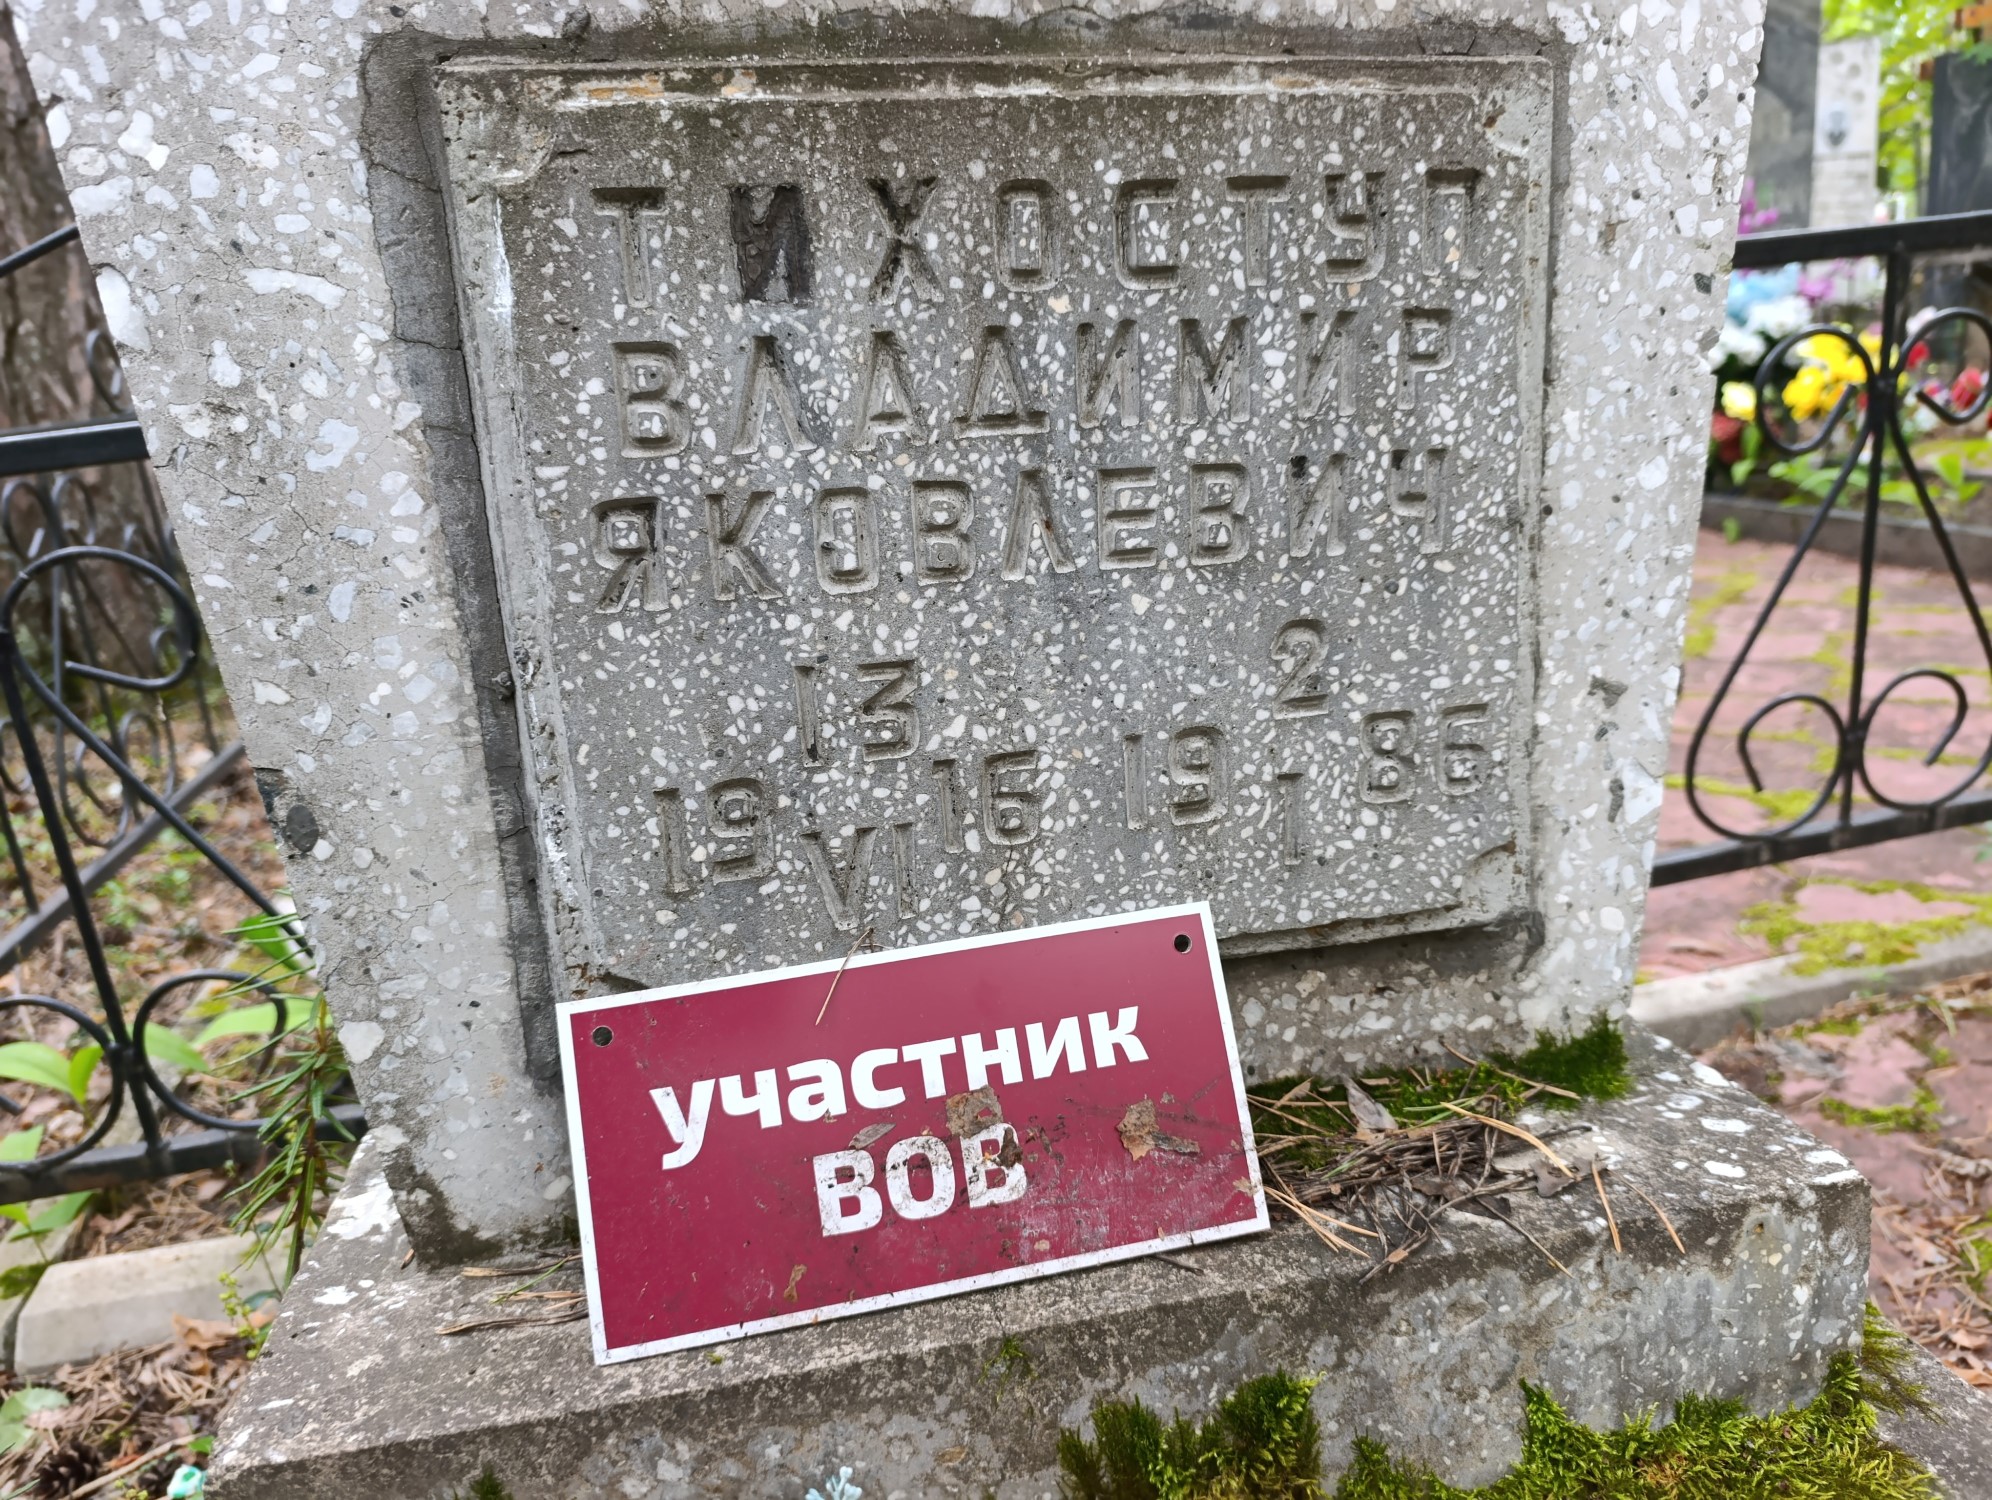 ТИХОСТУП
ВЛАДИМИР
ЯКОВЛЕВИЧ
19 13/VI 16 19 2/I 86
участник
ВОВ